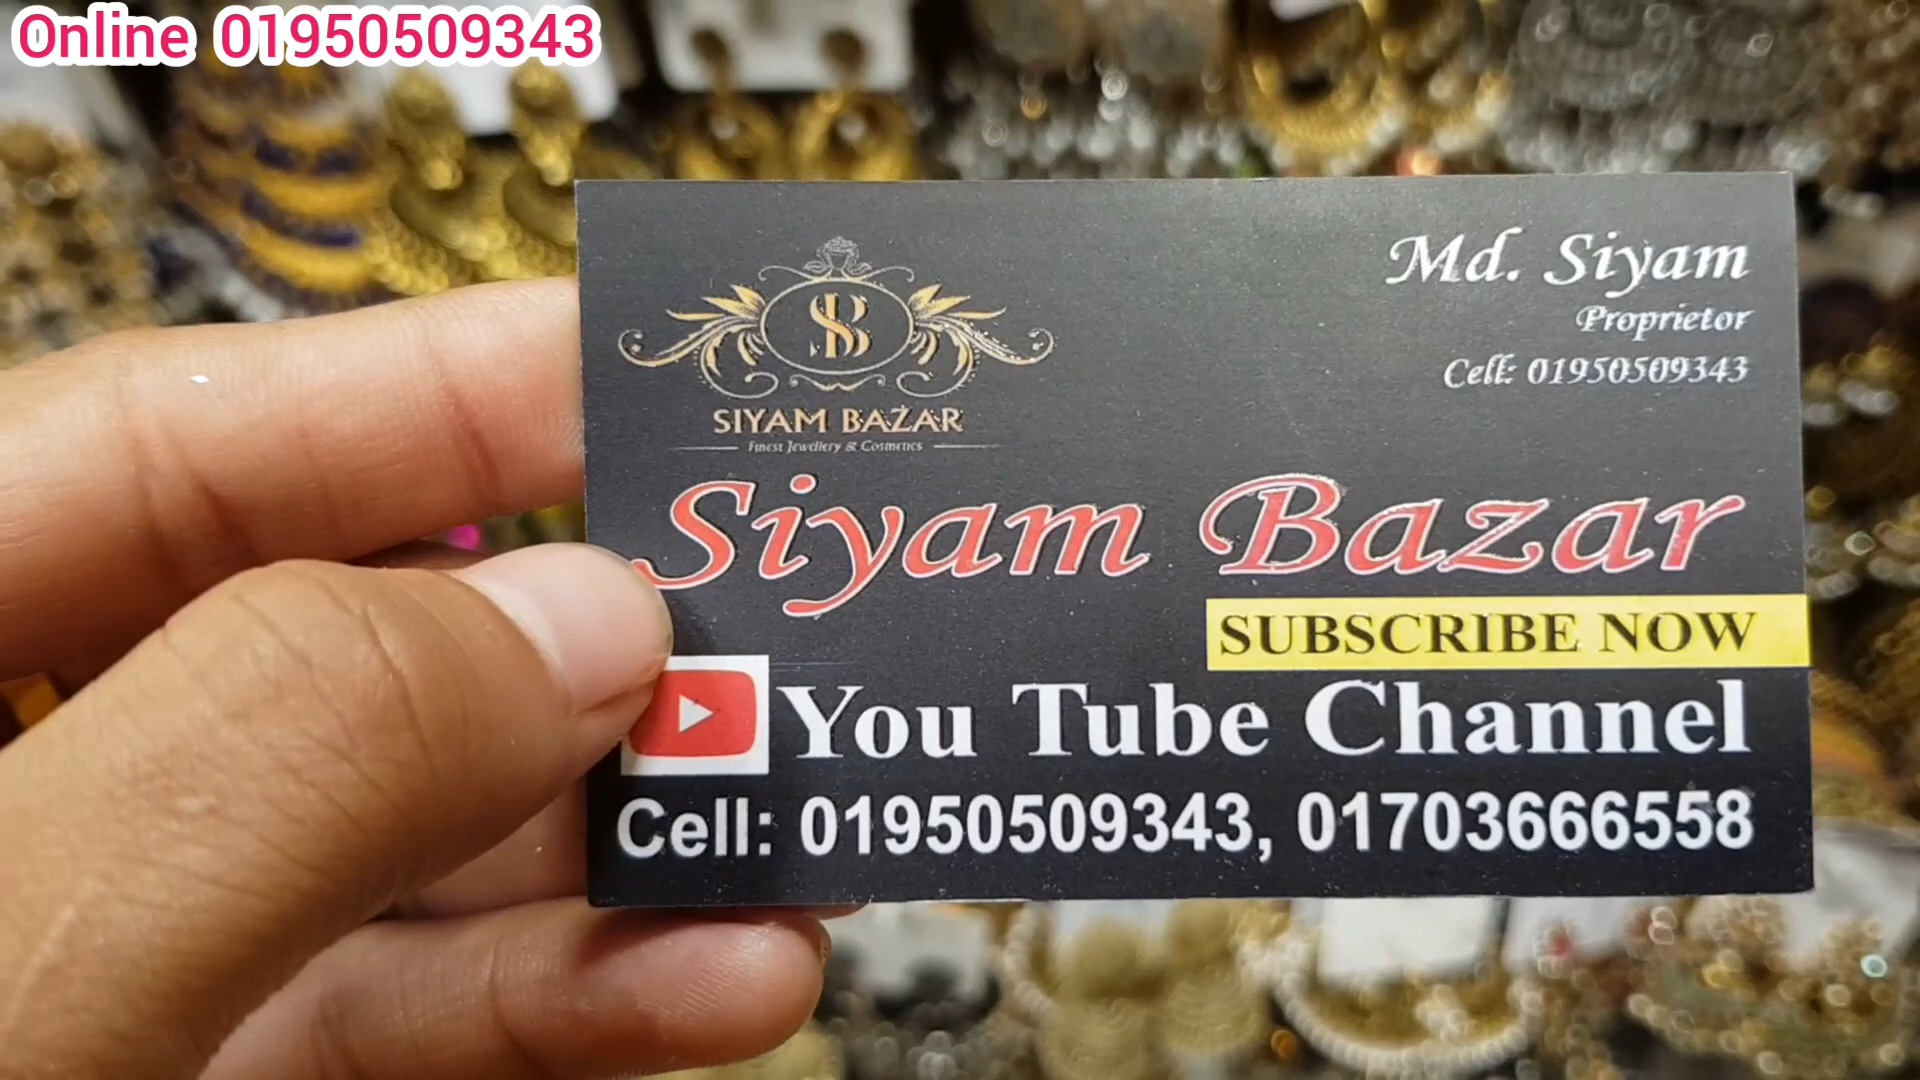 Online 01950509343
SB
SIYAM BAZAR
Finest Jewellery & Cosmetics
Md. Siyam
Proprietor
Cell: 01950509343
Siyam Bazar
SUBSCRIBE NOW
You Tube Channel
Cell: 01950509343, 01703666558